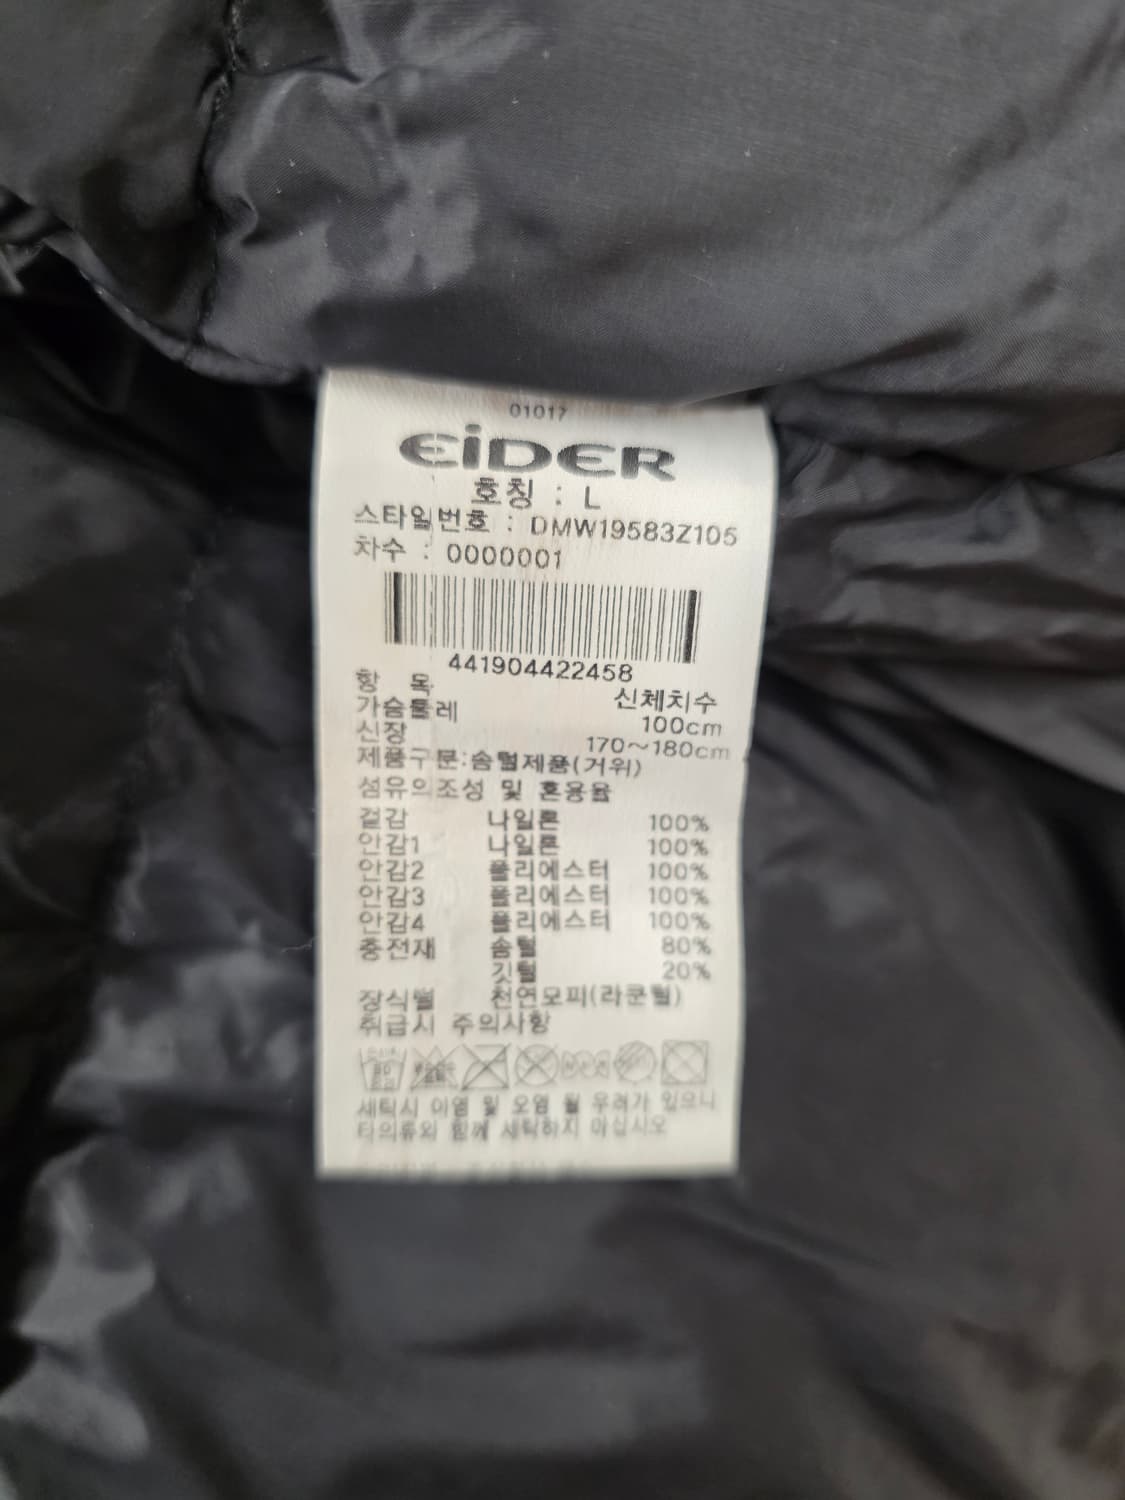 01017
EiDER
호칭 : L
스타일번호 : DMW19583Z105
차수 : 0000001
441904422458
항 목 신체치수
가슴둘레 100cm
신장 170~180cm
제품구분:솜털제품(거위)
섬유의조성 및 혼용율
겉감 나일론 100%
안감1 나일론 100%
안감2 폴리에스터 100%
안감3 폴리에스터 100%
안감4 폴리에스터 100%
충전재 솜털 80%
깃털 20%
장식털 천연모피(라쿤털)
취급시 주의사항
세탁시 이염 및 오염 될 우려가 있으니
타의류와 함께 세탁하지 마십시오